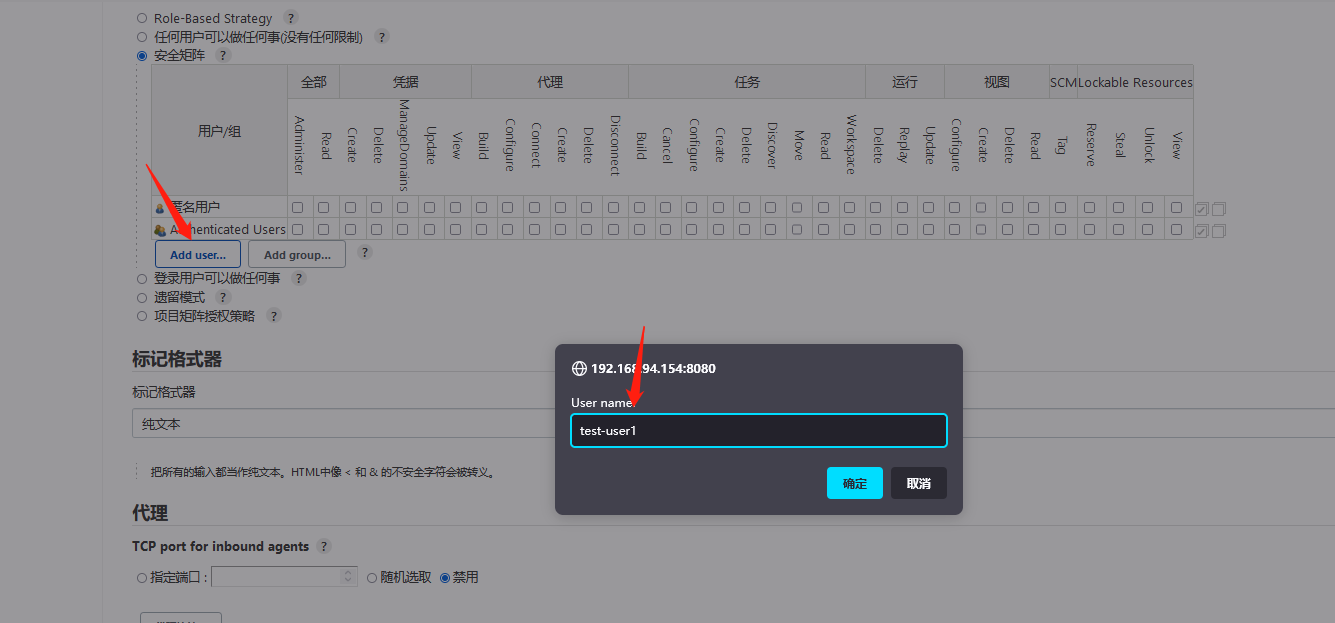 Role-Based Strategy ?
任何用户可以做任何事(没有任何限制) ?
安全矩阵 ?
用户/组 全部 凭据 代理 任务 运行 视图 SCM Lockable Resources
Administer Read Create Delete ManageDomains Update View Build Configure Connect Create Delete Disconnect Build Cancel Configure Create Delete Discover Move Read Workspace Delete Replay Update Configure Create Delete Read Tag Reserve Steal Unlock View
匿名用户
Authenticated Users
Add user... Add group... ?
登录用户可以做任何事 ?
遗留模式 ?
项目矩阵授权策略 ?
标记格式器
标记格式器
纯文本
把所有的输入都当作纯文本。HTML中像 < 和 & 的不安全字符会被转义。
192.168.94.154:8080
User name:
test-user1
确定 取消
代理
TCP port for inbound agents ?
指定端口 : 随机选取 禁用